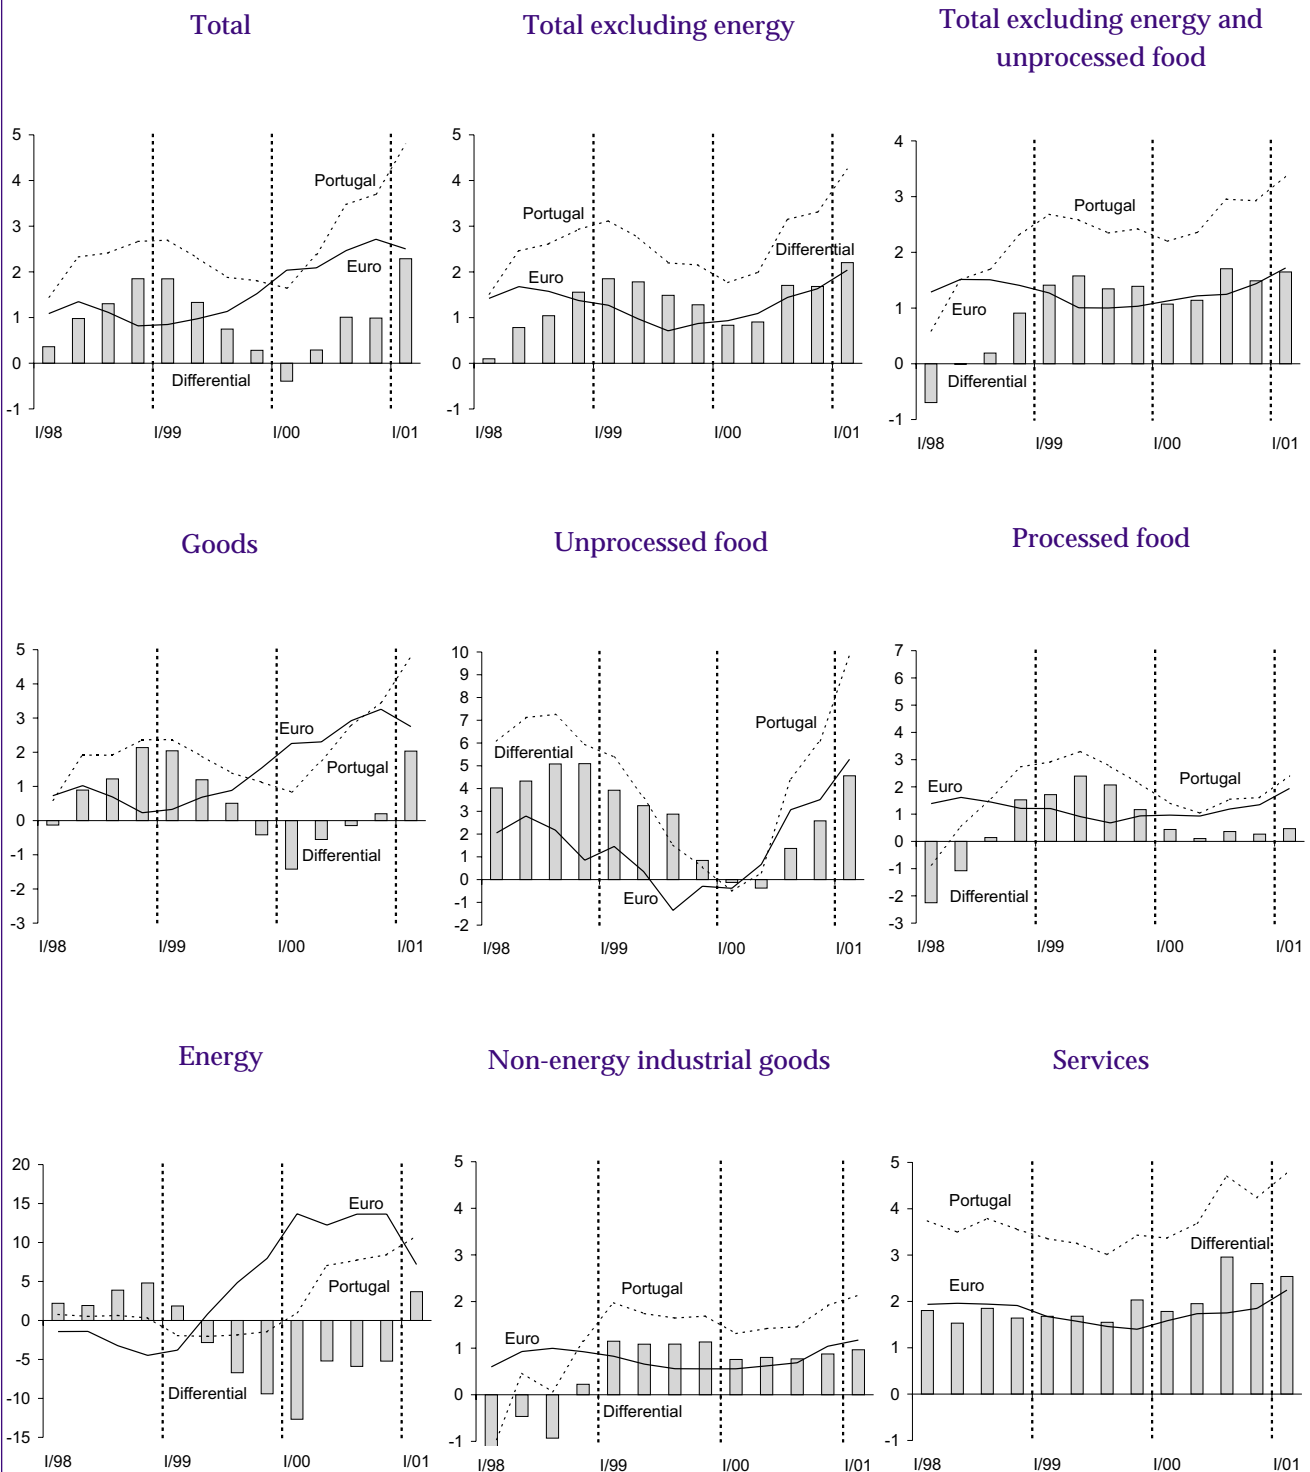 Total
5
4
3
2
1
0
-1
Portugal
Euro
Differential
I/98
I/99
I/00
I/01
Total excluding energy
5
4
3
2
1
0
-1
Portugal
Euro
Differential
I/98
I/99
I/00
I/01
Total excluding energy and
unprocessed food
4
3
2
1
0
-1
Portugal
Euro
Differential
I/98
I/99
I/00
I/01
Goods
5
4
3
2
1
0
-1
-2
-3
Euro
Portugal
Differential
I/98
I/99
I/00
I/01
Unprocessed food
10
9
8
7
6
5
4
3
2
1
0
-1
-2
Portugal
Differential
Euro
I/98
I/99
I/00
I/01
Processed food
7
6
5
4
3
2
1
0
-1
-2
-3
Euro
Portugal
Differential
I/98
I/99
I/00
I/01
Energy
20
15
10
5
0
-5
-10
-15
Euro
Portugal
Differential
I/98
I/99
I/00
I/01
Non-energy industrial goods
5
4
3
2
1
0
-1
Portugal
Euro
Differential
I/98
I/99
I/00
I/01
Services
5
4
3
2
1
0
-1
Portugal
Differential
Euro
I/98
I/99
I/00
I/01